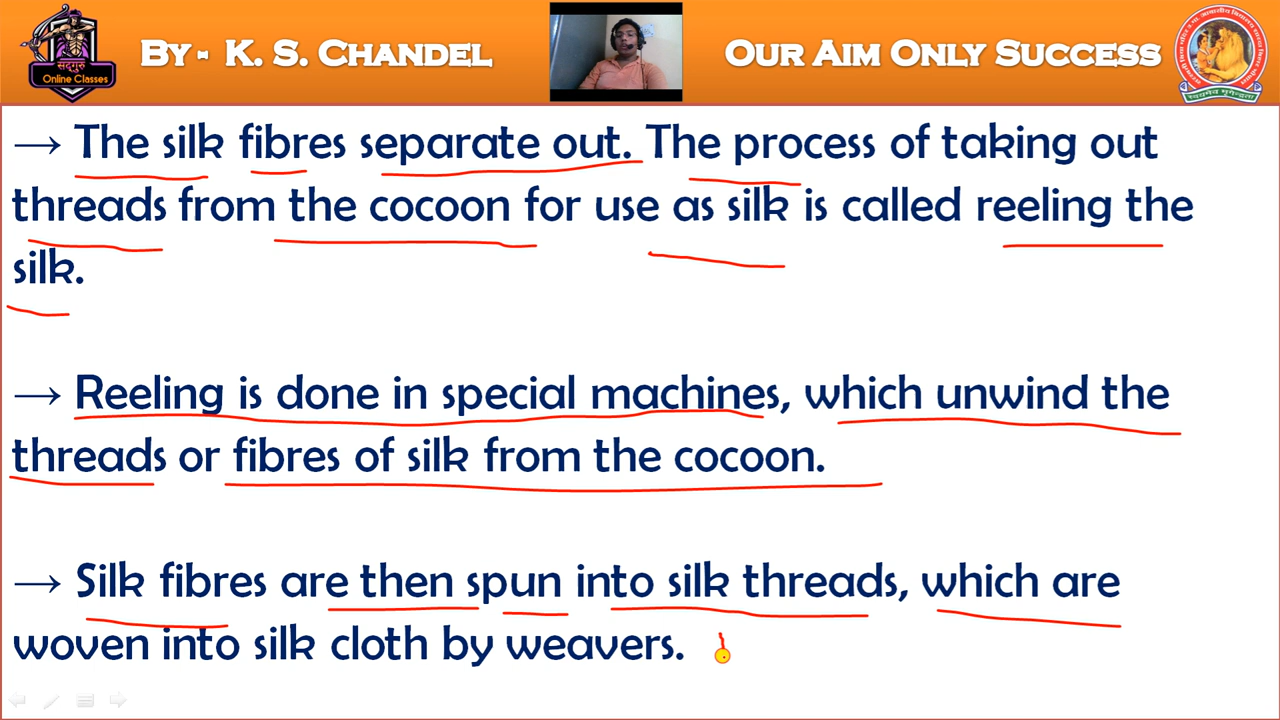 BY - K. S. CHANDEL
OUR AIM ONLY SUCCESS
सद्गुरु
Online Classes
→ The silk fibres separate out. The process of taking out
threads from the cocoon for use as silk is called reeling the
silk.
→ Reeling is done in special machines, which unwind the
threads or fibres of silk from the cocoon.
→ Silk fibres are then spun into silk threads, which are
woven into silk cloth by weavers.